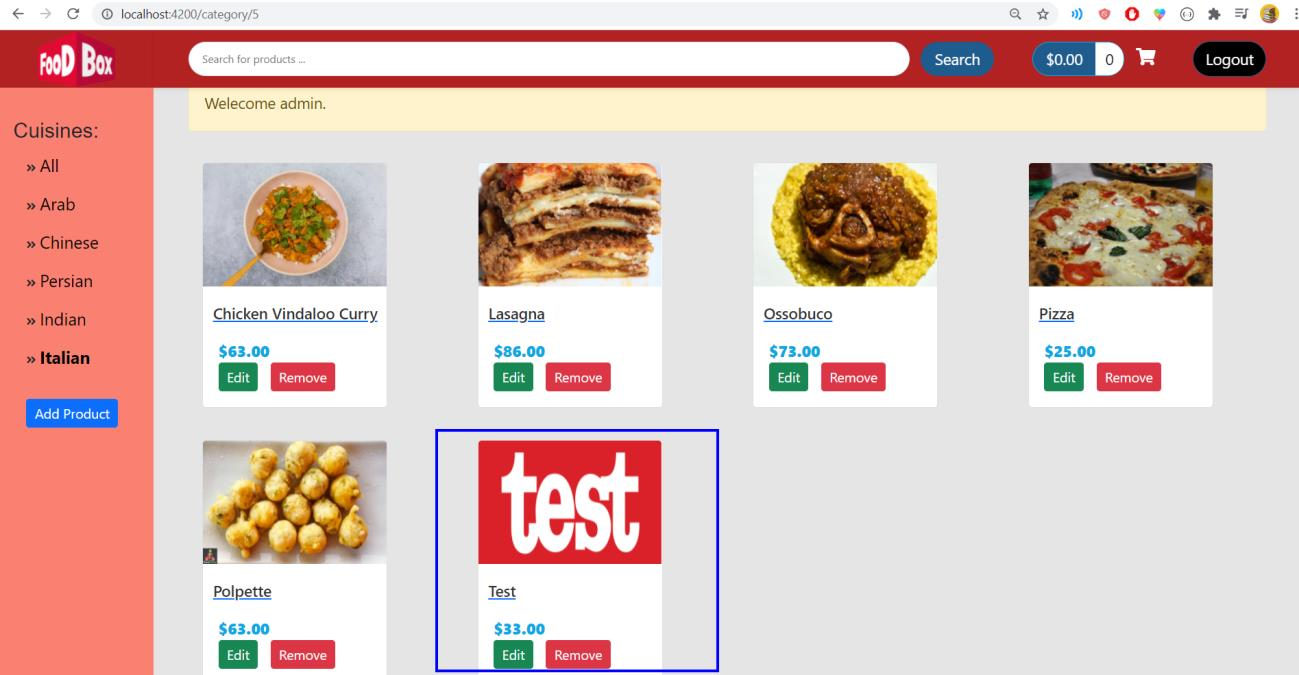 localhost:4200/category/5
FooD Box
Search for products ...
Search
$0.00
0
Logout
Welecome admin.
Cuisines:
» All
» Arab
» Chinese
» Persian
» Indian
» Italian
Add Product
Chicken Vindaloo Curry
$63.00
Edit
Remove
Lasagna
$86.00
Edit
Remove
Ossobuco
$73.00
Edit
Remove
Pizza
$25.00
Edit
Remove
Polpette
$63.00
Edit
Remove
test
Test
$33.00
Edit
Remove